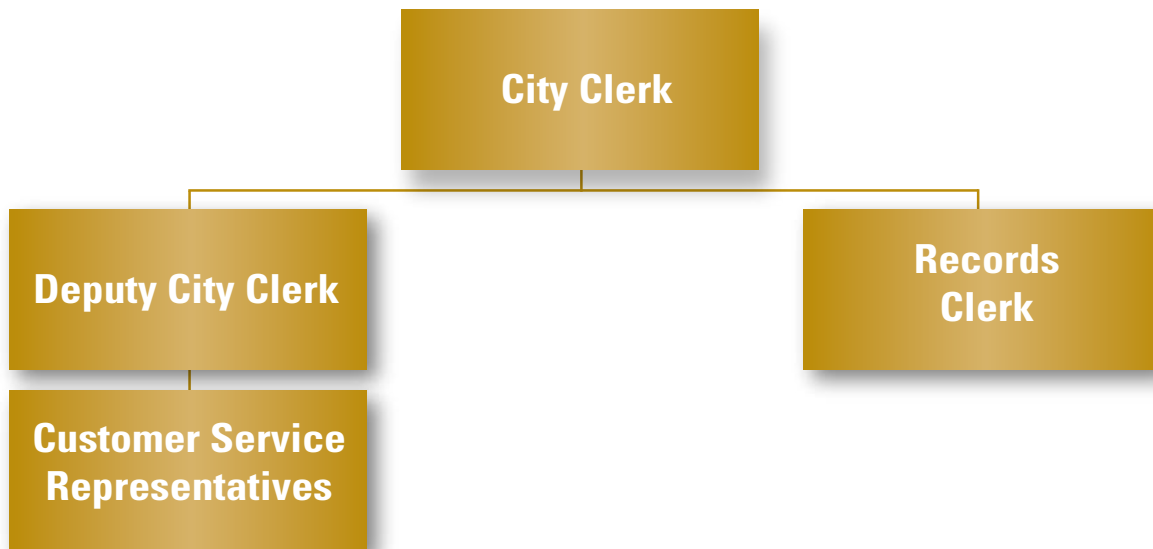 City Clerk
Deputy City Clerk
Records
Clerk
Customer Service
Representatives